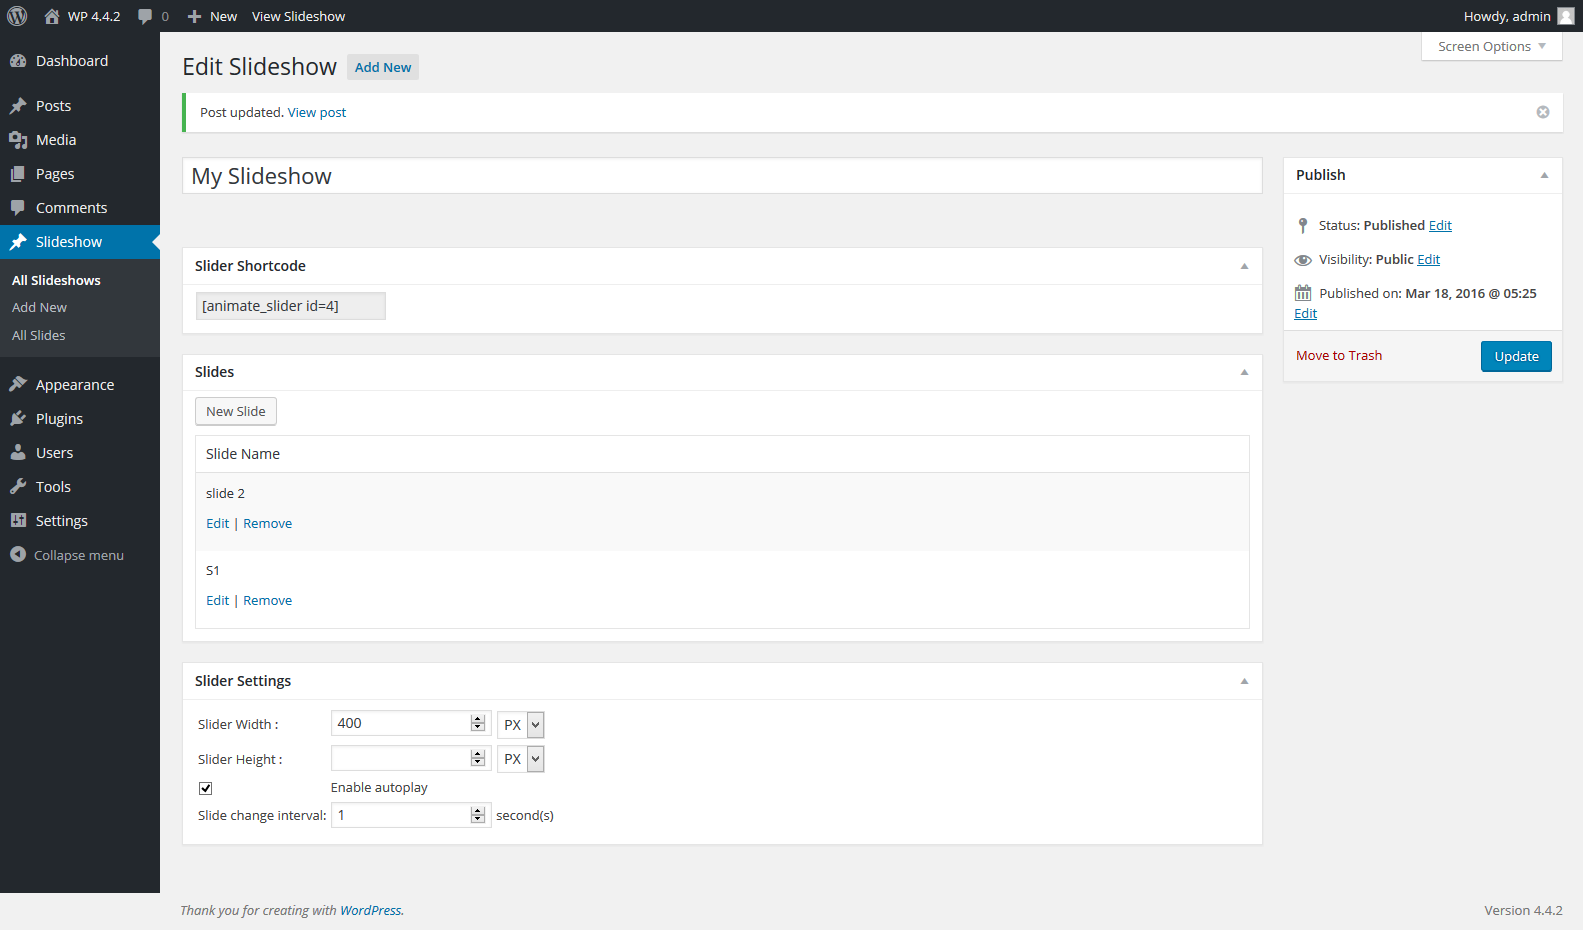 WP 4.4.2 0 New View Slideshow Howdy, admin
Screen Options
Dashboard
Posts
Media
Pages
Comments
Slideshow
All Slideshows
Add New
All Slides
Appearance
Plugins
Users
Tools
Settings
Collapse menu
Edit Slideshow Add New
Post updated. View post
My Slideshow
Slider Shortcode
[animate_slider id=4]
Slides
New Slide
Slide Name
slide 2
Edit | Remove
S1
Edit | Remove
Slider Settings
Slider Width : 400 PX
Slider Height : PX
Enable autoplay
Slide change interval: 1 second(s)
Publish
Status: Published Edit
Visibility: Public Edit
Published on: Mar 18, 2016 @ 05:25
Edit
Move to Trash Update
Thank you for creating with WordPress. Version 4.4.2